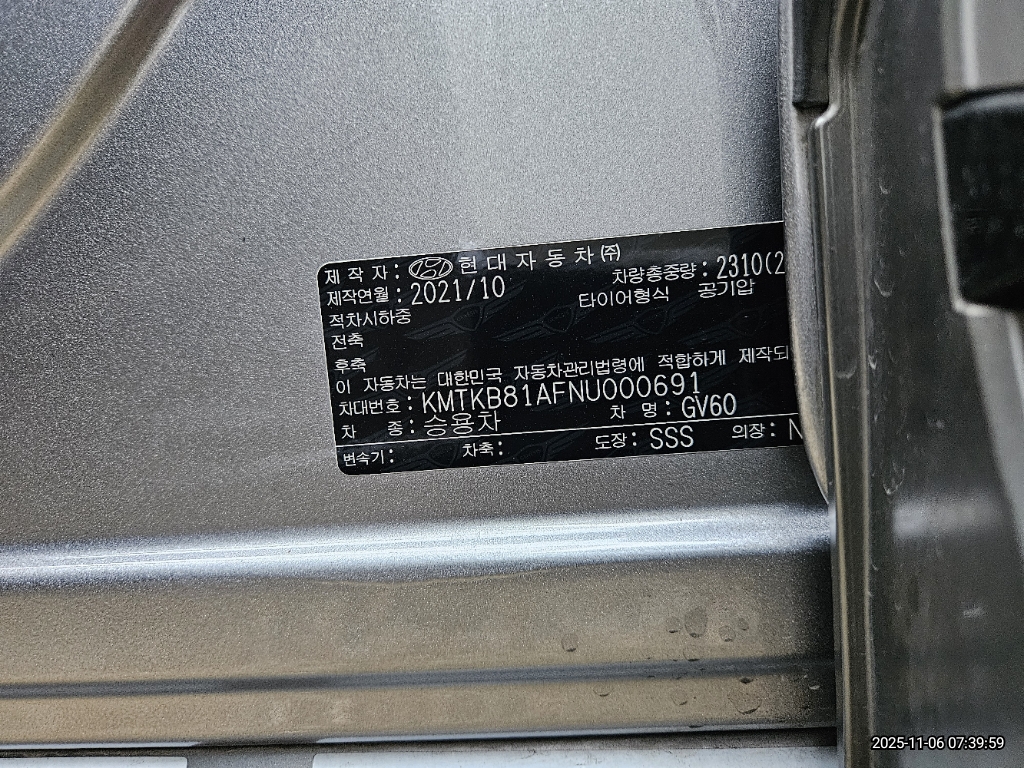 제 작 자 : 현 대 자 동 차 ㈜
제작연월 : 2021/10 차량총중량 : 2310(2
적차시하중 타이어형식 공기압
전축
후축
이 자동차는 대한민국 자동차관리법령에 적합하게 제작되
차대번호 : KMTKB81AFNU000691
차 종 : 승용차 차 명 : GV60
변속기 : 차축 : 도장 : SSS 의장 : N
2025-11-06 07:39:59